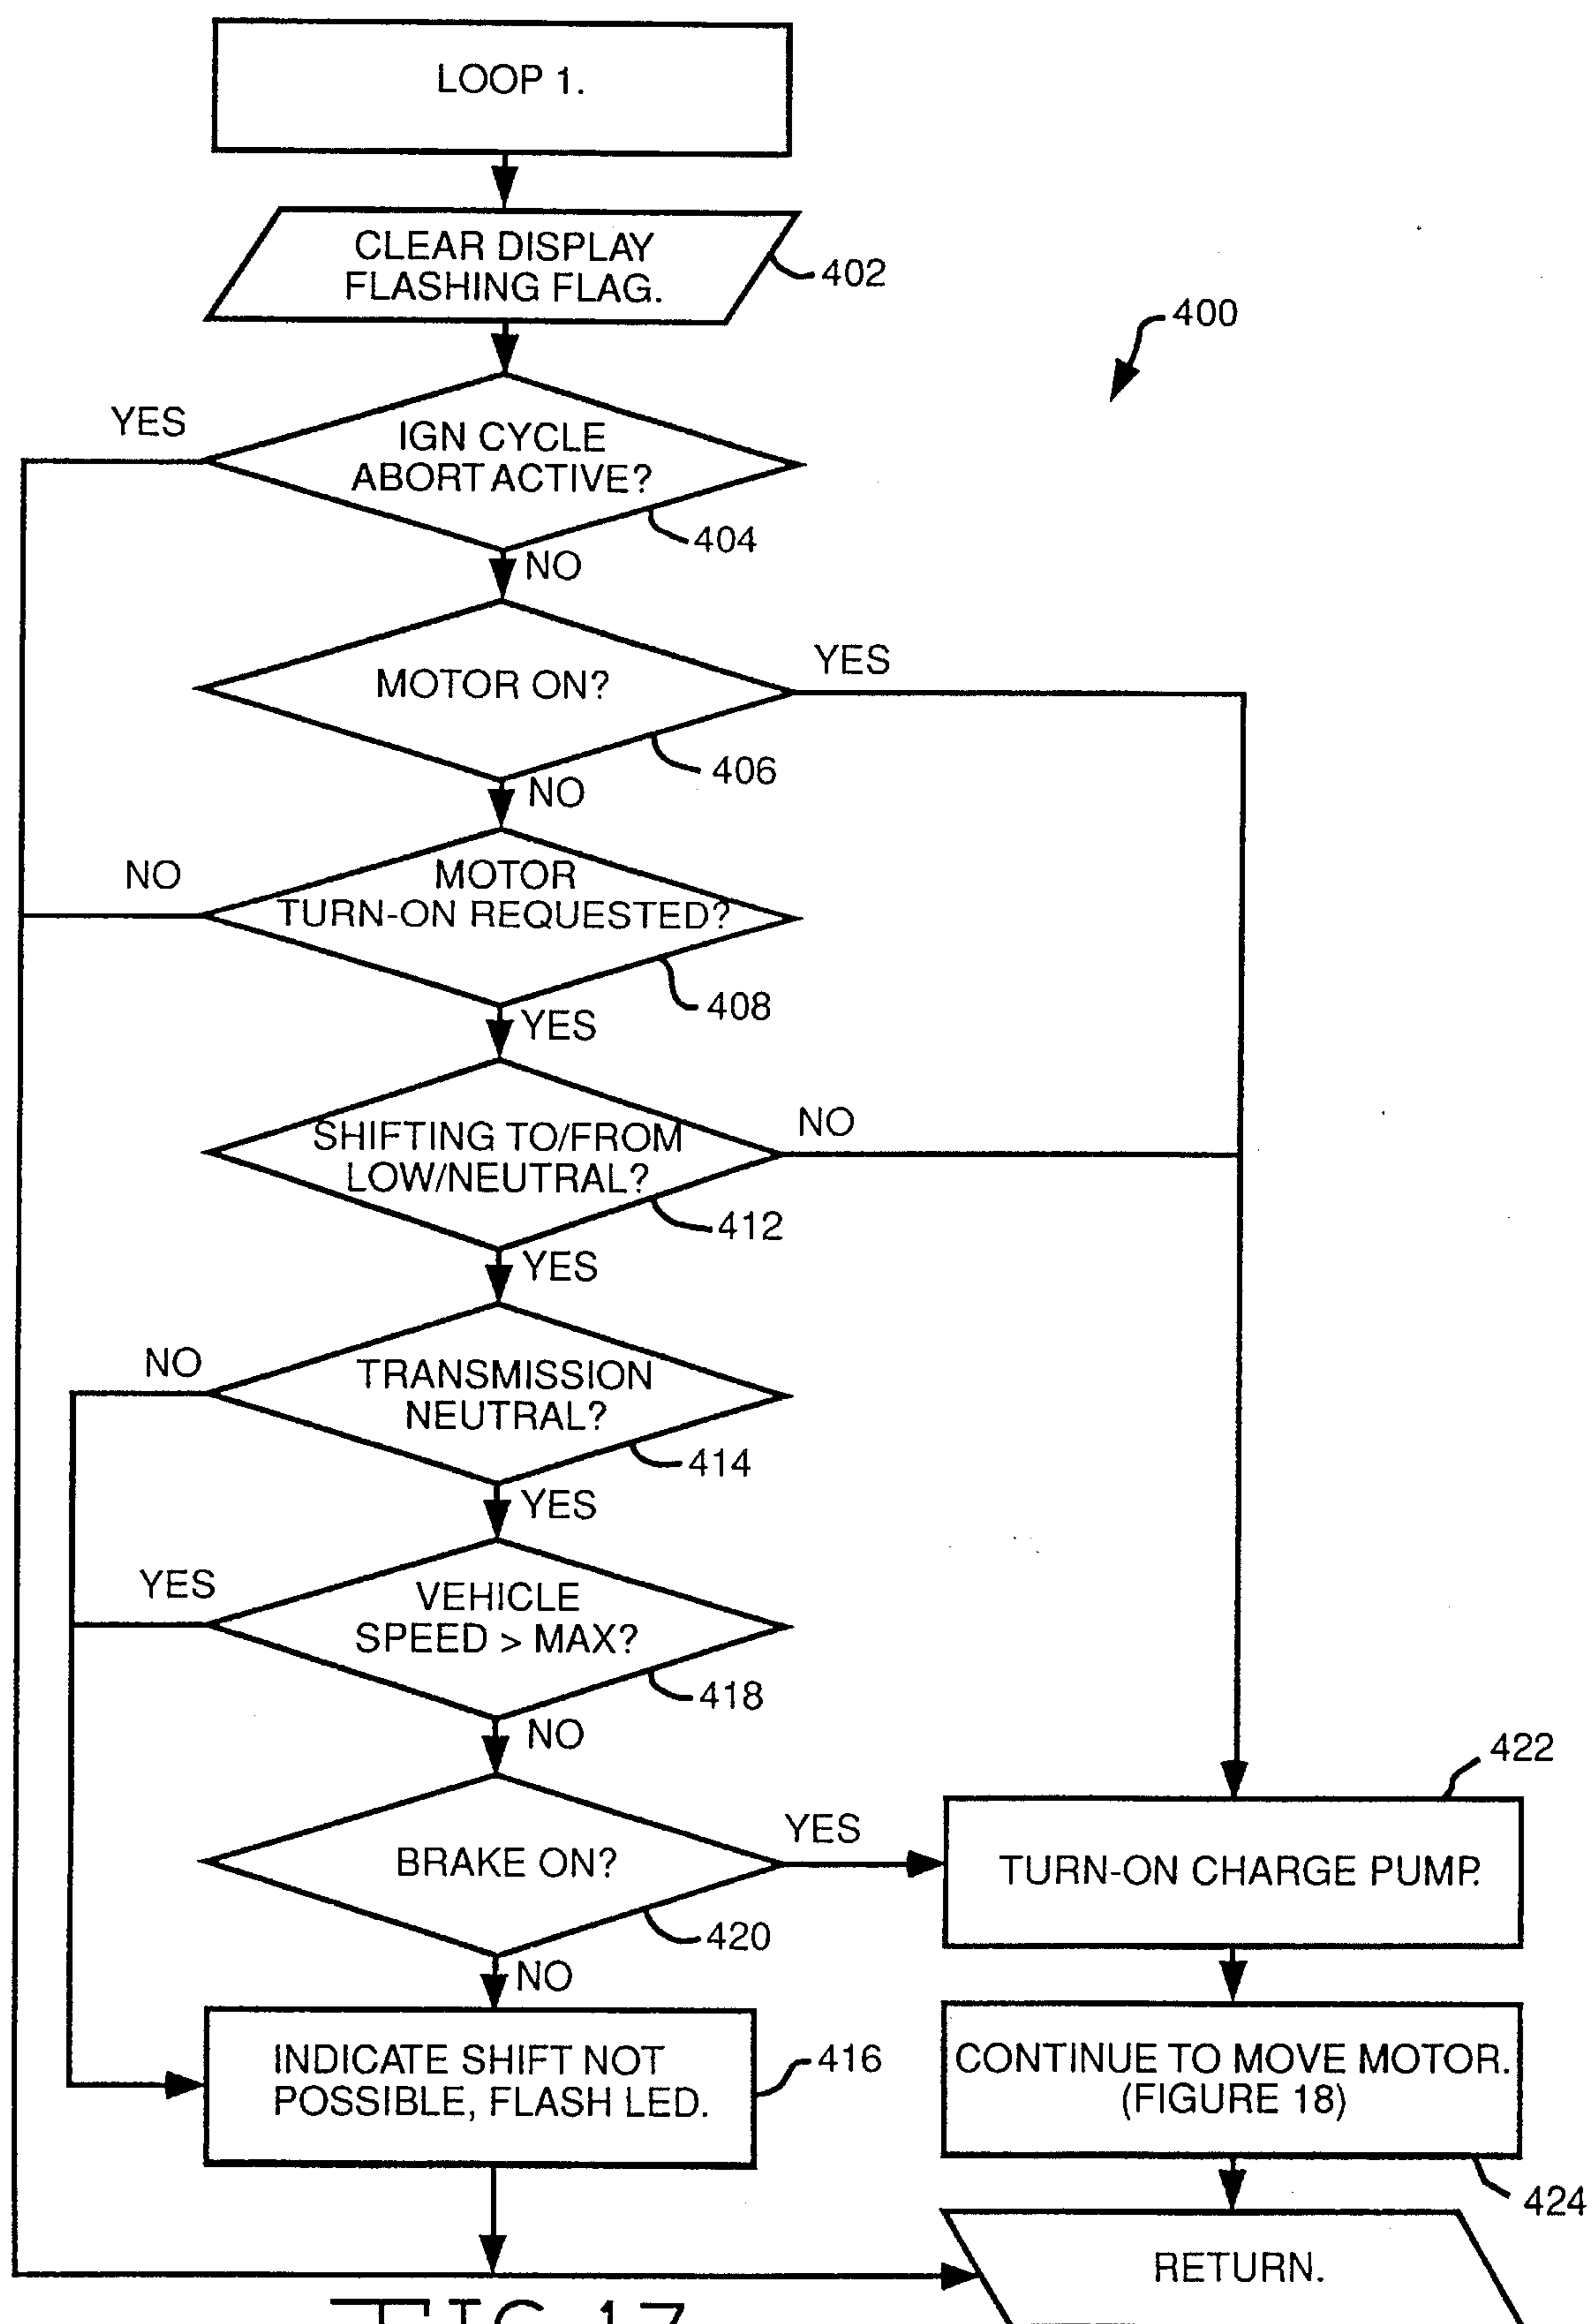 LOOP 1.
CLEAR DISPLAY
FLASHING FLAG.
402
400
YES
IGN CYCLE
ABORT ACTIVE?
404
NO
MOTOR ON?
YES
406
NO
NO
MOTOR
TURN-ON REQUESTED?
408
YES
SHIFTING TO/FROM
LOW/NEUTRAL?
NO
412
YES
NO
TRANSMISSION
NEUTRAL?
414
YES
YES
VEHICLE
SPEED > MAX?
418
NO
422
BRAKE ON?
YES
TURN-ON CHARGE PUMP.
420
NO
INDICATE SHIFT NOT
POSSIBLE, FLASH LED.
416
CONTINUE TO MOVE MOTOR.
(FIGURE 18)
424
RETURN.
FIG 17